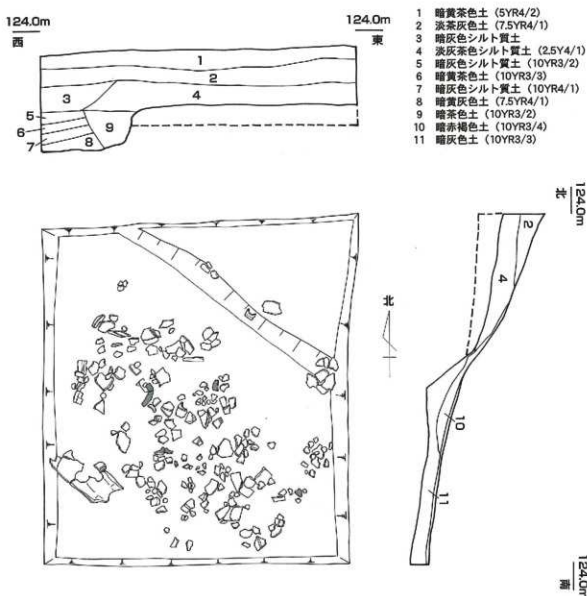 124.0m
西
124.0m
東
1 暗黄茶色土 (5YR4/2)
2 淡茶灰色土 (7.5YR4/1)
3 暗灰色シルト質土
4 淡灰茶色シルト質土 (2.5Y4/1)
5 暗灰色シルト質土 (10YR3/2)
6 暗黄茶色土 (10YR3/3)
7 暗灰色シルト質土 (10YR4/1)
8 暗黄灰色土 (7.5YR4/1)
9 暗茶色土 (10YR3/2)
10 暗赤褐色土 (10YR3/4)
11 暗灰色土 (10YR3/3)
1
2
3
4
5
6
7
8
9
124.0m
北
2
4
10
11
124.0m
南
北